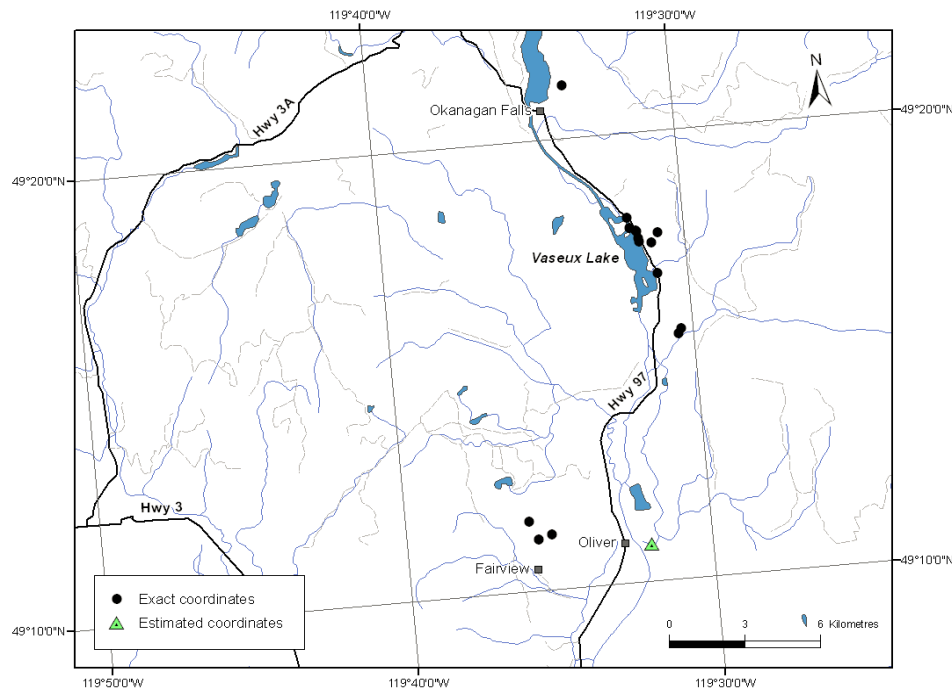 119°40'0"W
119°30'0"W
N
Hwy 3A
Okanagan Falls
49°20'0"N
49°20'0"N
Vaseux Lake
Hwy 97
Hwy 3
Oliver
49°10'0"N
Fairview
Exact coordinates
Estimated coordinates
0 3 6 Kilometres
49°10'0"N
119°50'0"W
119°40'0"W
119°30'0"W